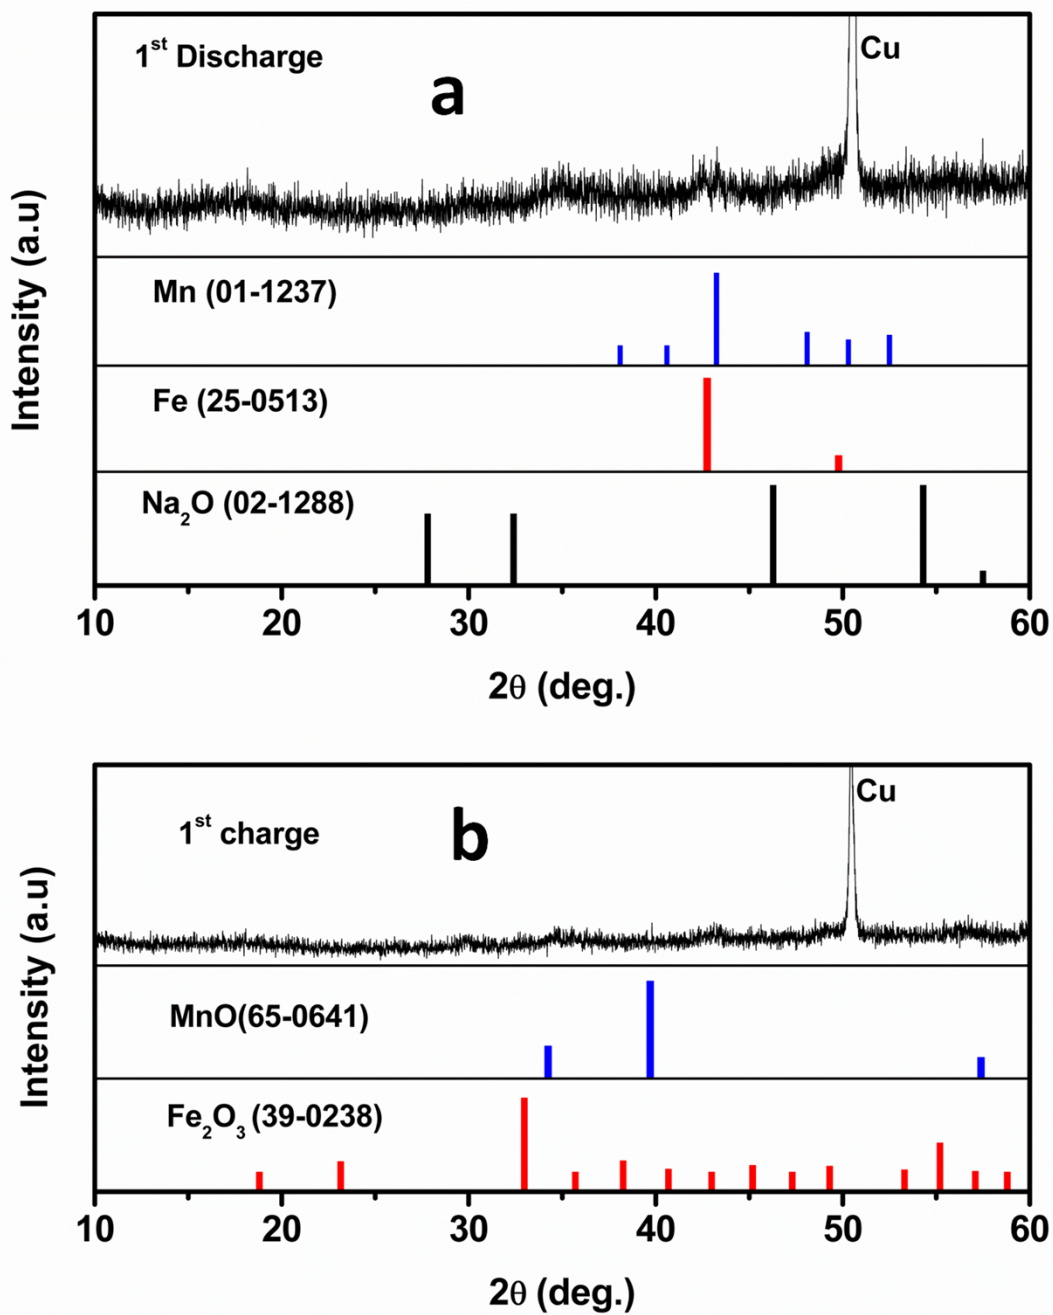 1st Discharge
a
Cu
Intensity (a.u)
Mn (01-1237)
Fe (25-0513)
Na2O (02-1288)
10 20 30 40 50 60
2θ (deg.)
1st charge
b
Cu
Intensity (a.u)
MnO(65-0641)
Fe2O3 (39-0238)
10 20 30 40 50 60
2θ (deg.)